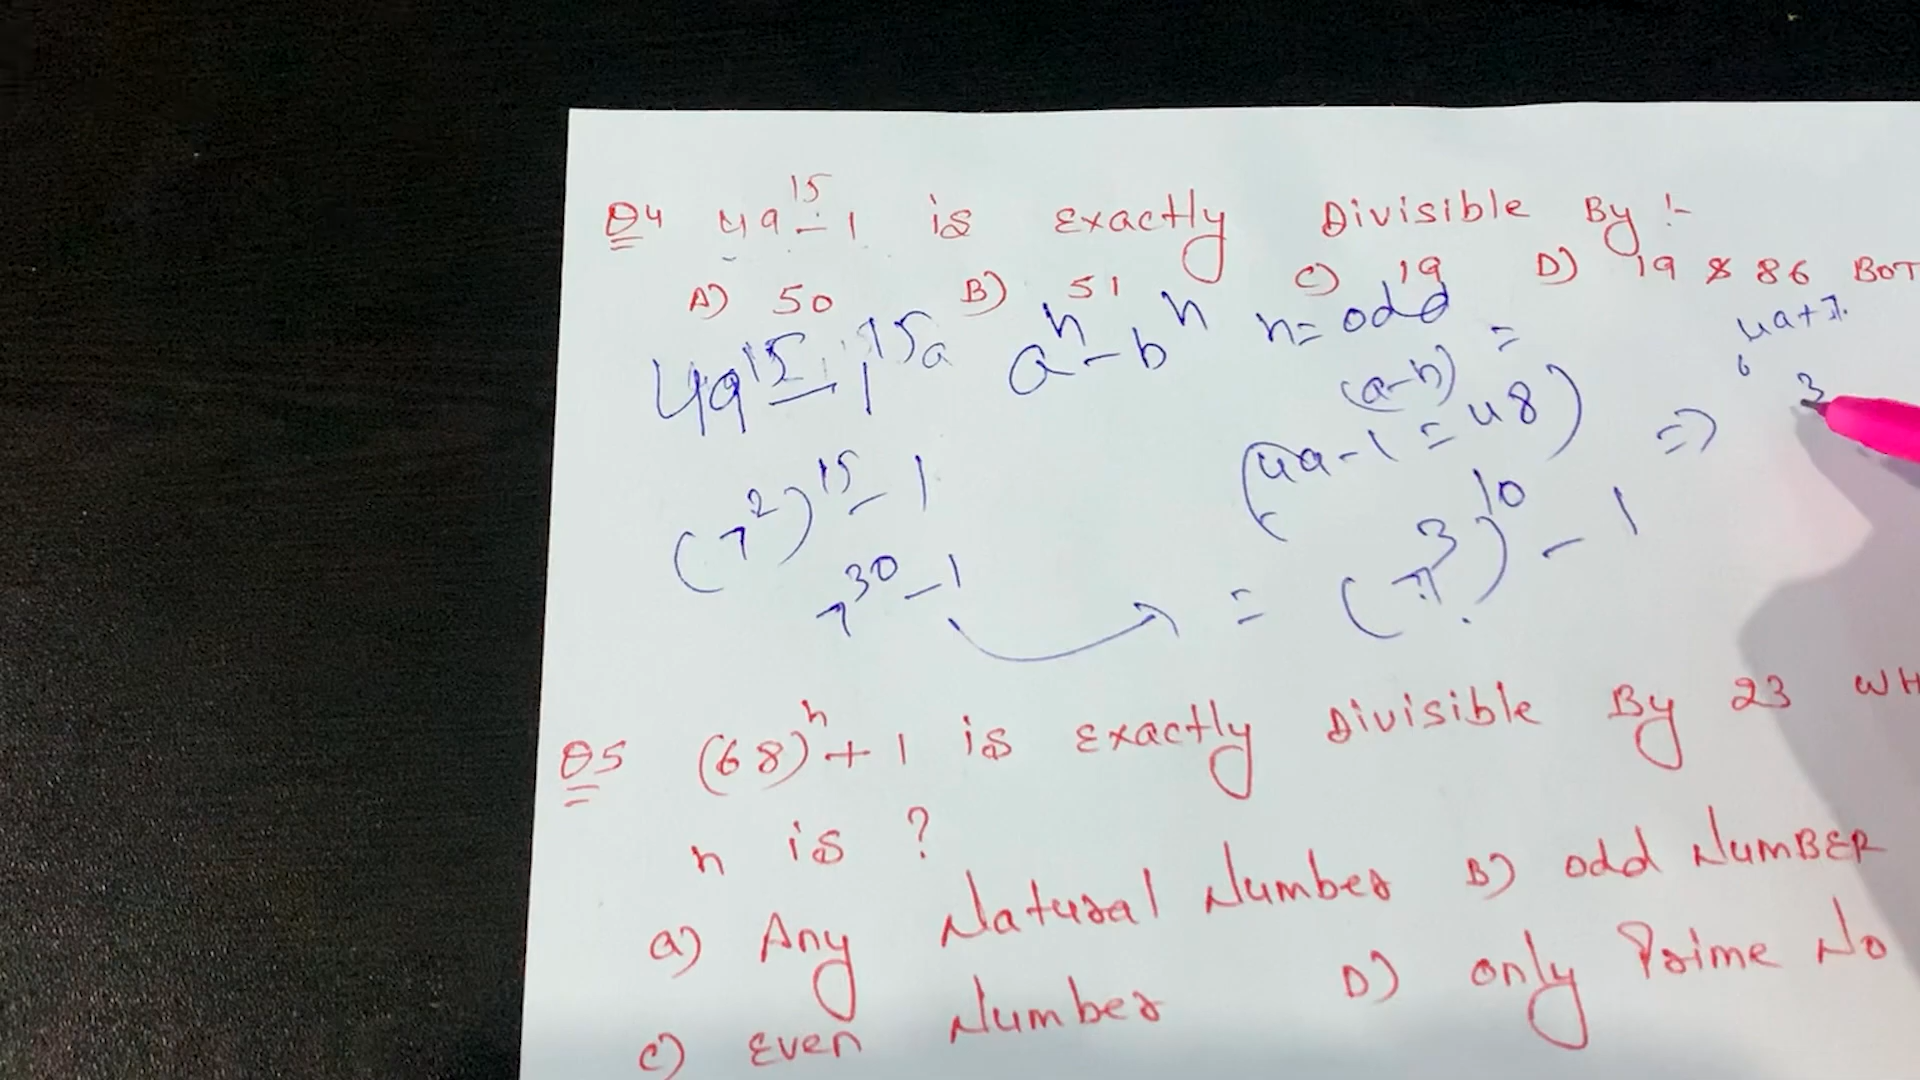 Q4 49^15 - 1 is Exactly Divisible By :-
A) 50 B) 51 C) 19 D) 19 & 86 BOT
49^15 - 1^15 a^n - b^n n = odd =
(a-b)
(49-1 = 48) =>
3
(7^2)^15 - 1
7^30 - 1 = (7^3)^10 - 1
Q5 (68)^n + 1 is Exactly Divisible By 23 WH
n is ?
a) Any Natural Number B) odd NumBER
C) Even Number D) only Prime No